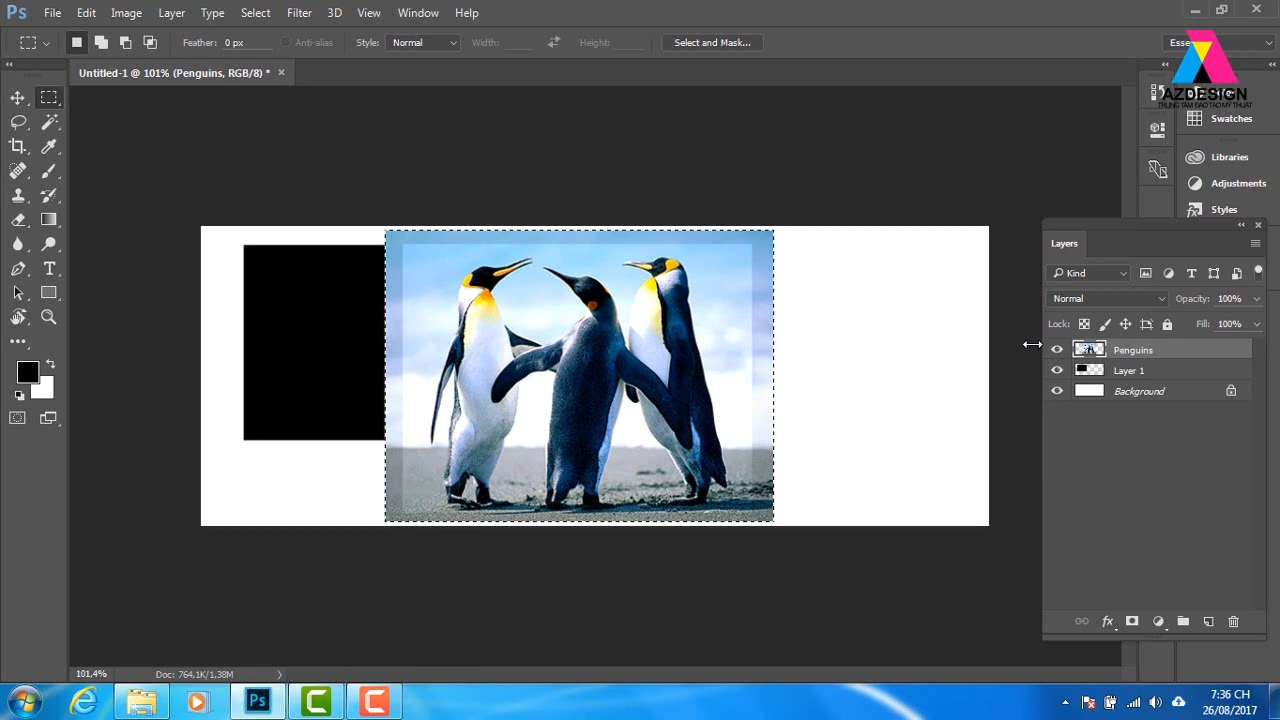 Ps File Edit Image Layer Type Select Filter 3D View Window Help
Feather: 0 px Anti-alias Style: Normal Width: Height: Select and Mask... Esse
Untitled-1 @ 101% (Penguins, RGB/8) *
AZDESIGN
TRUNG TÂM ĐÀO TẠO MỸ THUẬT
Swatches
Libraries
Adjustments
Styles
Layers
Kind
Normal Opacity: 100%
Lock: Fill: 100%
Penguins
Layer 1
Background
fx
101,4% Doc: 764,1K/1,38M
Ps
7:36 CH
26/08/2017